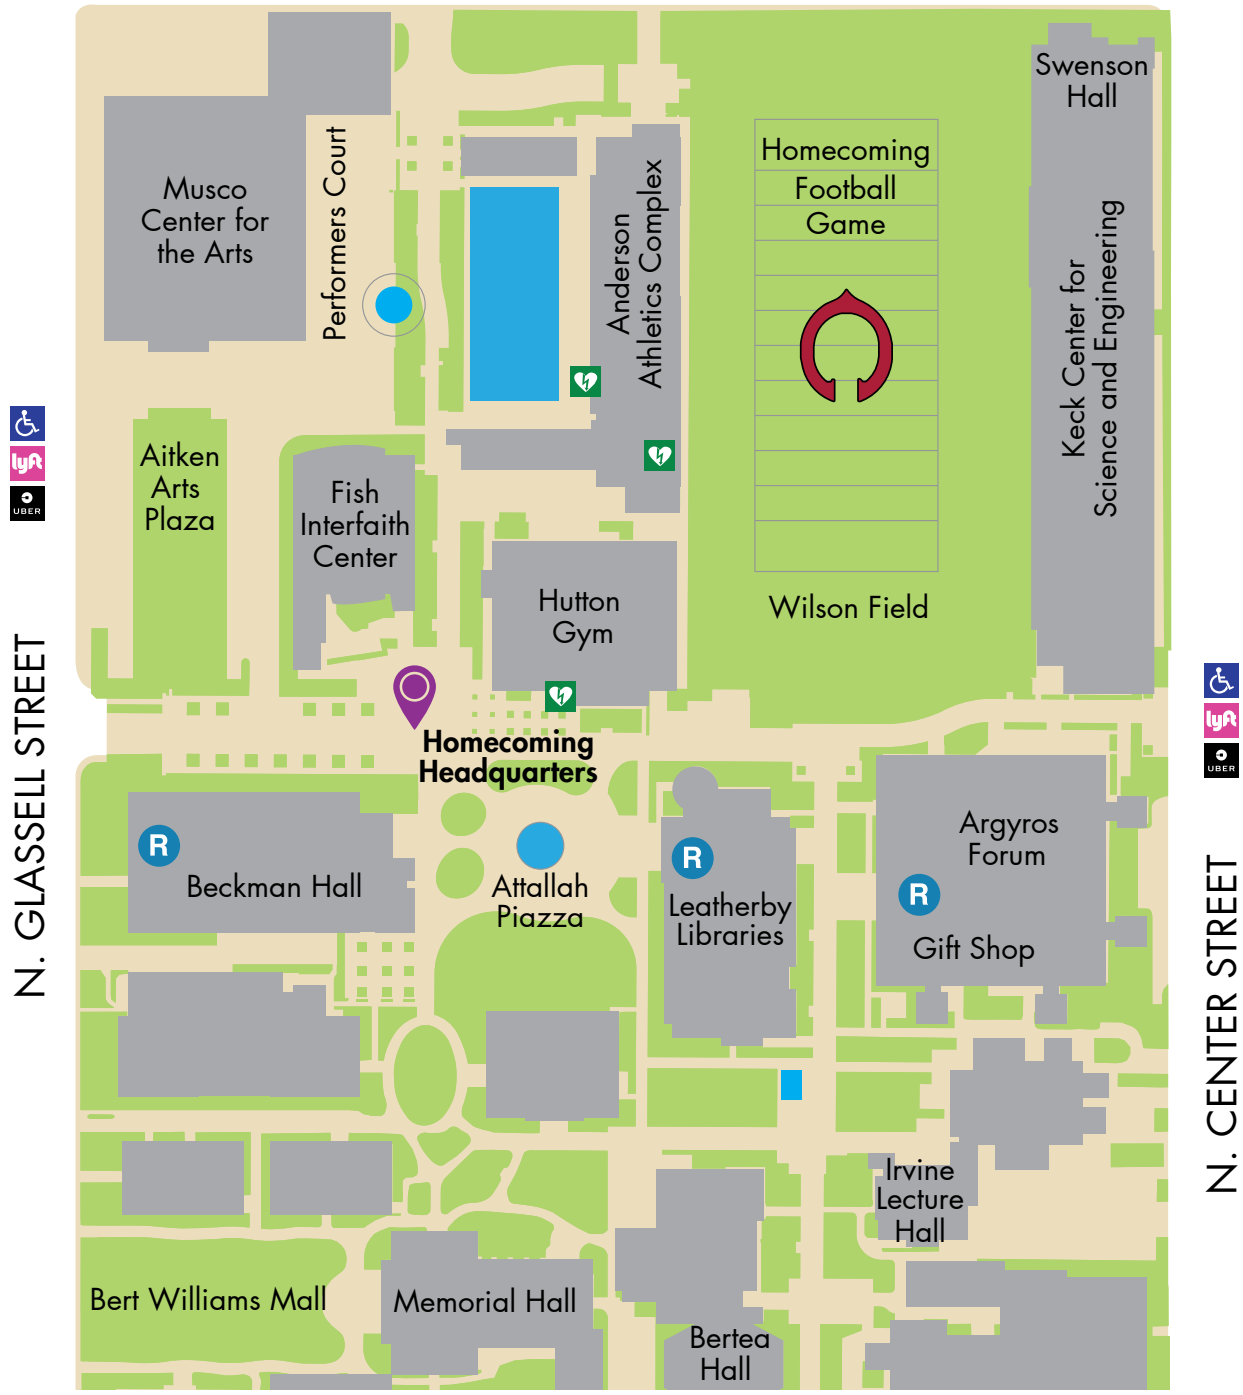 Swenson
Hall
Homecoming
Football
Game
Performers Court
Musco
Center for
the Arts
Anderson
Athletics Complex
Keck Center for
Science and Engineering
lyft
UBER
Aitken
Arts
Plaza
Fish
Interfaith
Center
Hutton
Gym
Wilson Field
N. GLASSELL STREET
lyft
UBER
Homecoming
Headquarters
R
Beckman Hall
Attallah
Piazza
R
Leatherby
Libraries
Argyros
Forum
R
Gift Shop
N. CENTER STREET
Irvine
Lecture
Hall
Bert Williams Mall
Memorial Hall
Bertea
Hall